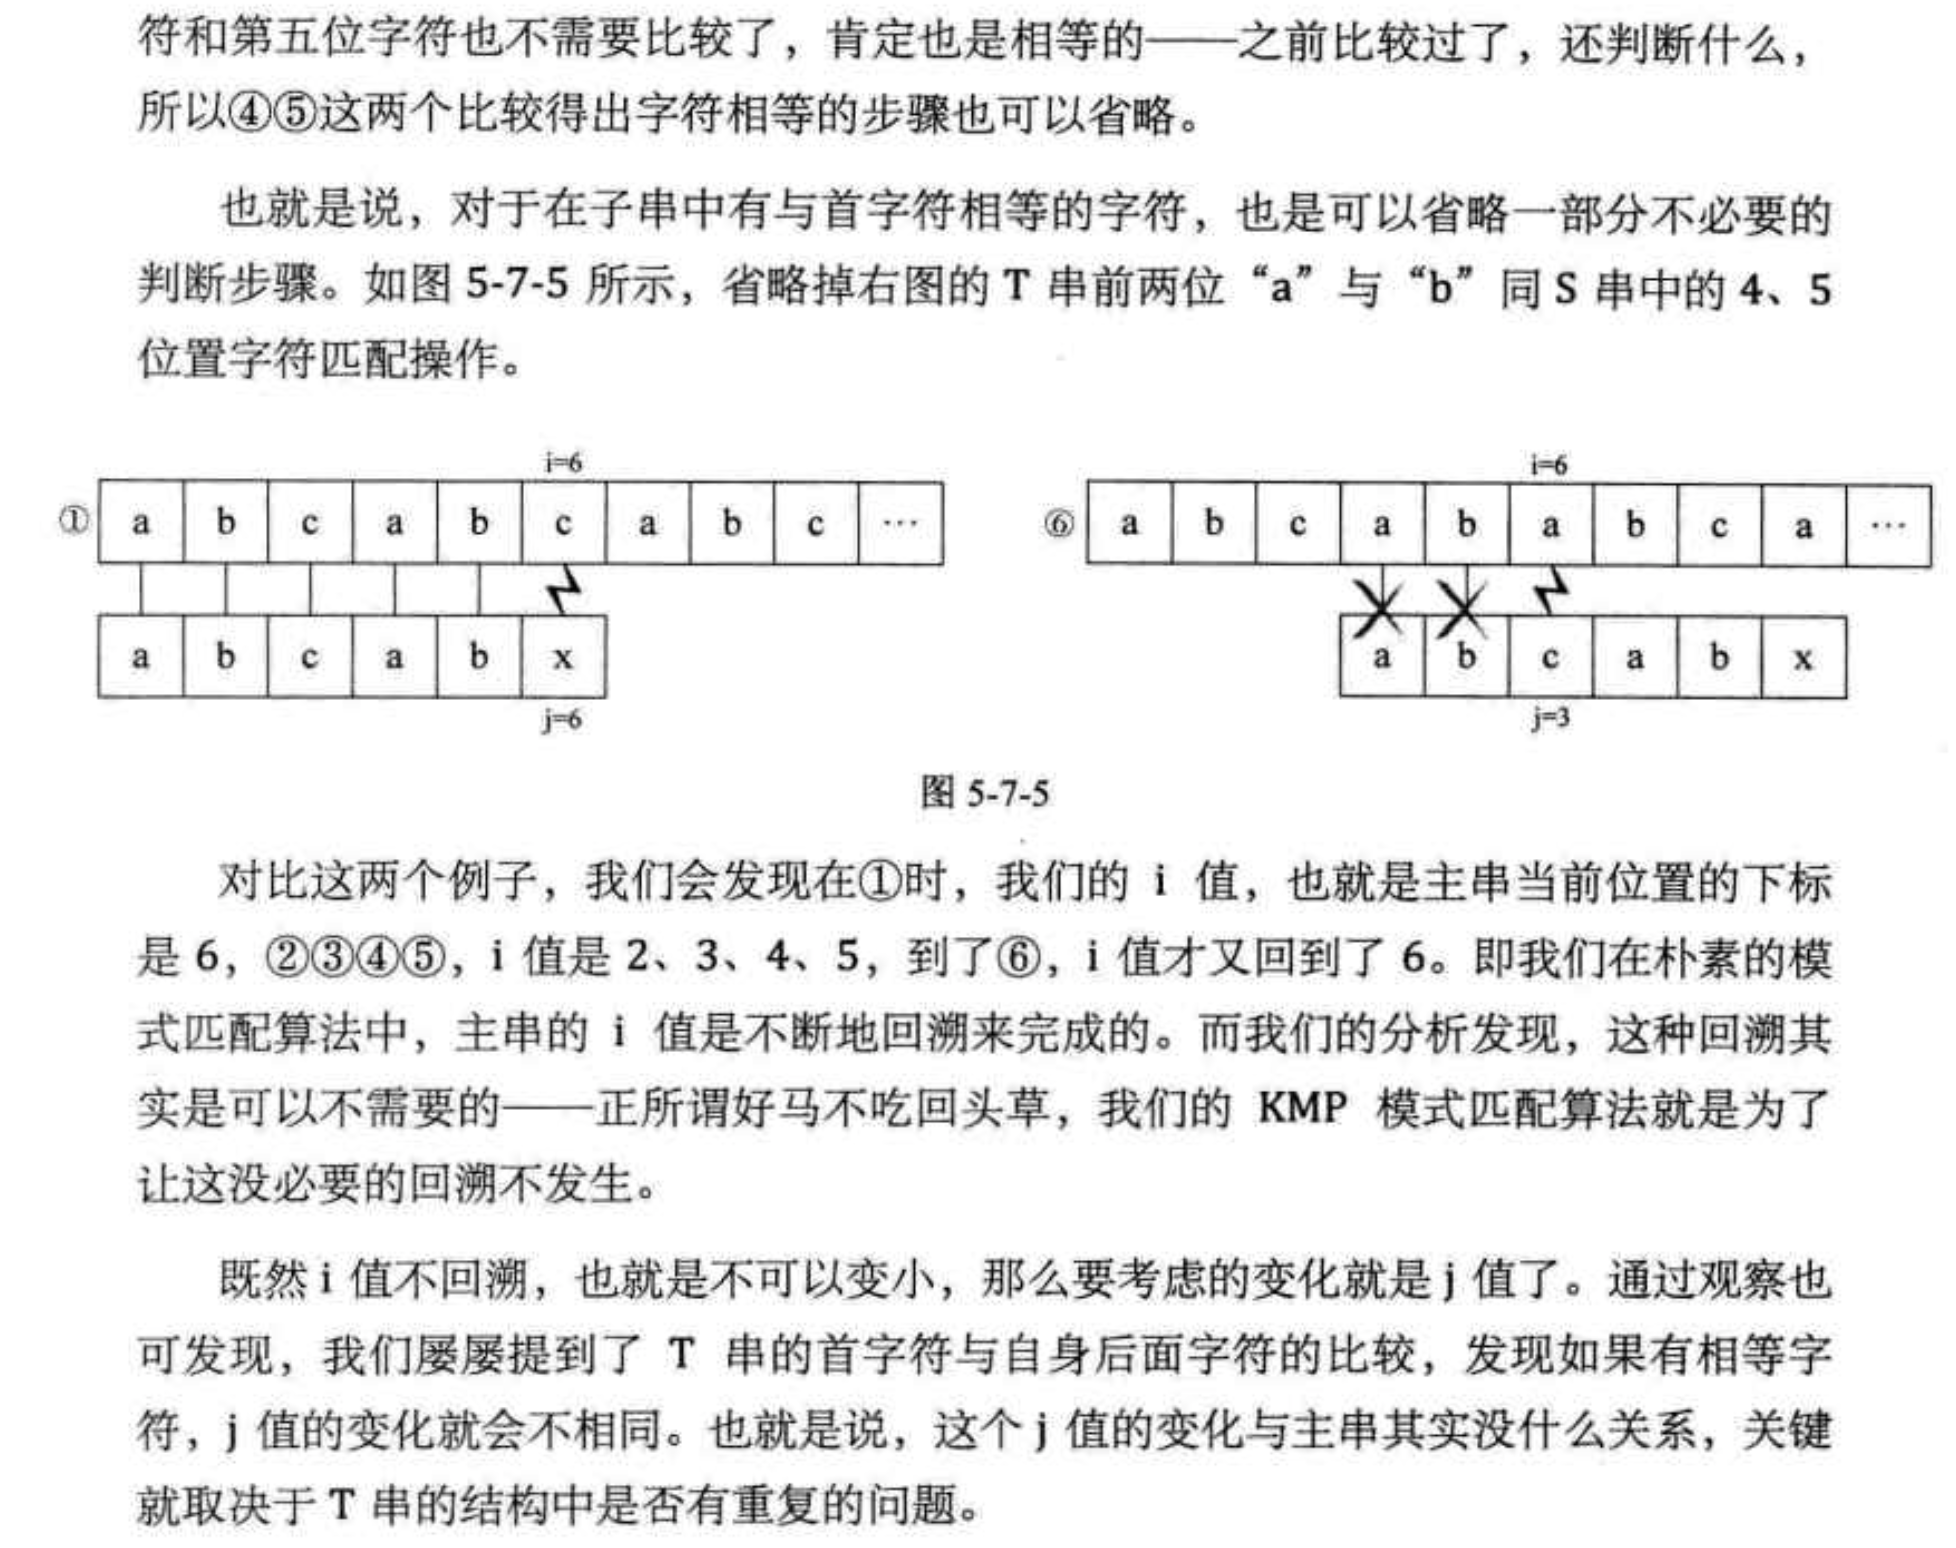 符和第五位字符也不需要比较了，肯定也是相等的——之前比较过了，还判断什么，
所以④⑤这两个比较得出字符相等的步骤也可以省略。
也就是说，对于在子串中有与首字符相等的字符，也是可以省略一部分不必要的
判断步骤。如图 5-7-5 所示，省略掉右图的 T 串前两位“a”与“b”同 S 串中的 4、5
位置字符匹配操作。
i=6
① a b c a b c a b c …
a b c a b x
j=6
i=6
⑥ a b c a b a b c a …
a b c a b x
j=3
图 5-7-5
对比这两个例子，我们会发现在①时，我们的 i 值，也就是主串当前位置的下标
是 6，②③④⑤，i 值是 2、3、4、5，到了⑥，i 值才又回到了 6。即我们在朴素的模
式匹配算法中，主串的 i 值是不断地回溯来完成的。而我们的分析发现，这种回溯其
实是可以不需要的——正所谓好马不吃回头草，我们的 KMP 模式匹配算法就是为了
让这没必要的回溯不发生。
既然 i 值不回溯，也就是不可以变小，那么要考虑的变化就是 j 值了。通过观察也
可发现，我们屡屡提到了 T 串的首字符与自身后面字符的比较，发现如果有相等字
符，j 值的变化就会不相同。也就是说，这个 j 值的变化与主串其实没什么关系，关键
就取决于 T 串的结构中是否有重复的问题。